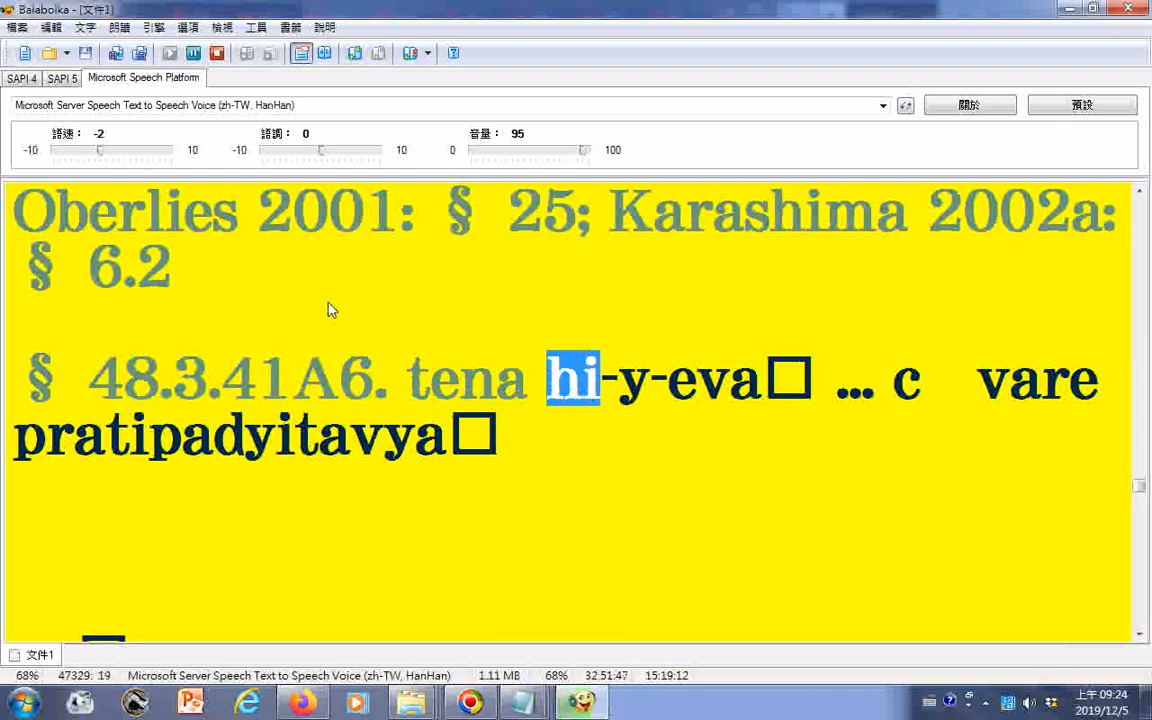 Balabolka - [文件1]
檔案 編輯 文字 朗讀 引擎 選項 檢視 工具 書籤 說明
SAPI 4 SAPI 5 Microsoft Speech Platform
Microsoft Server Speech Text to Speech Voice (zh-TW, HanHan) 關於 預設
語速： -2 語調： 0 音量： 95
-10 10 -10 10 0 100
Oberlies 2001: § 25; Karashima 2002a:
§ 6.2
§ 48.3.41A6. tena hi-y-eva□ ... c vare
pratipadyitavya□
文件1
68% 47329: 19 Microsoft Server Speech Text to Speech Voice (zh-TW, HanHan) 1.11 MB 68% 32:51:47 15:19:12
上午 09:24
2019/12/5